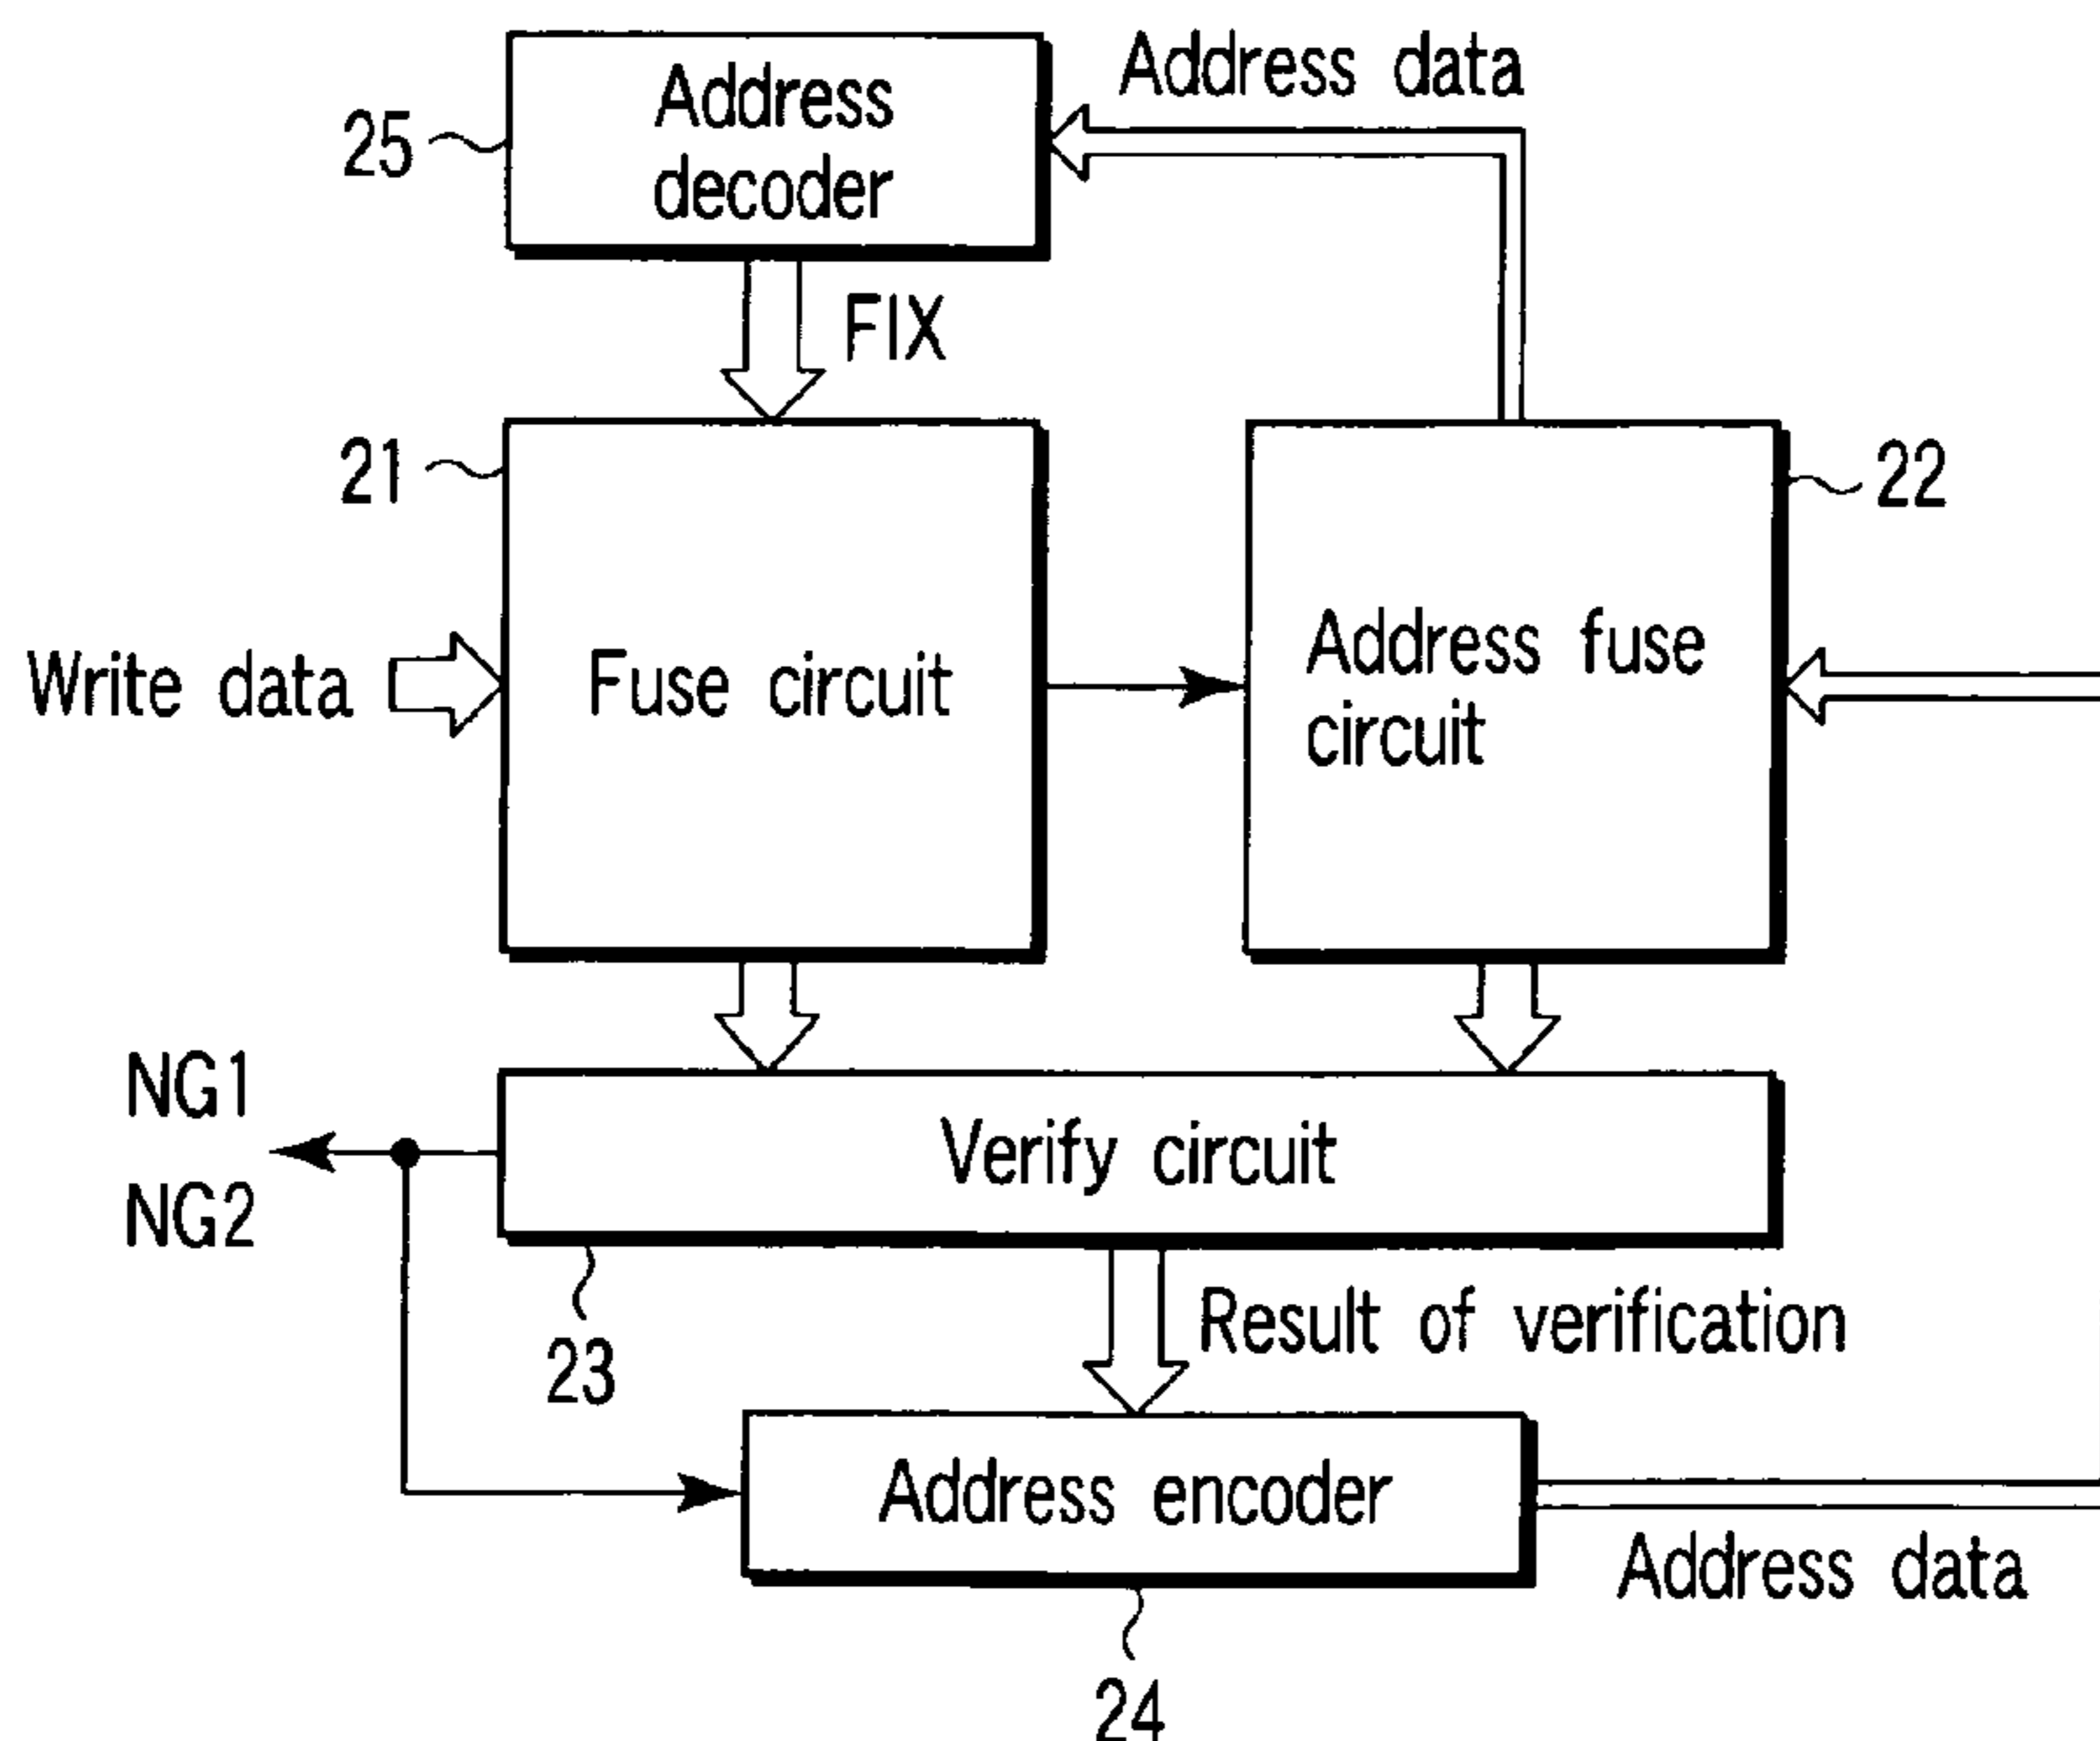 Address data
Address
decoder
25
FIX
21
22
Write data
Fuse circuit
Address fuse
circuit
NG1
NG2
Verify circuit
23
Result of verification
Address encoder
Address data
24